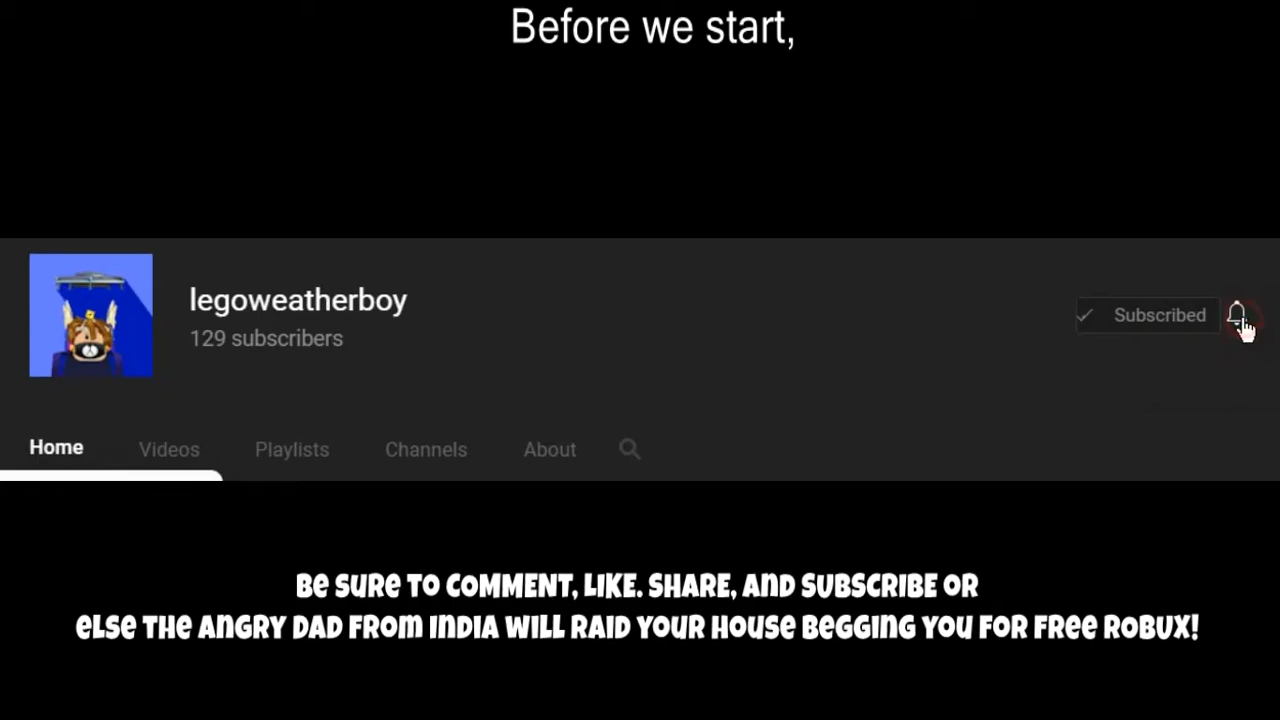 Before we start,
legoweatherboy
129 subscribers
Subscribed
Home Videos Playlists Channels About
Be sure to comment, like. share, and subscribe or
else the angry dad from india will raid your house begging you for free robux!